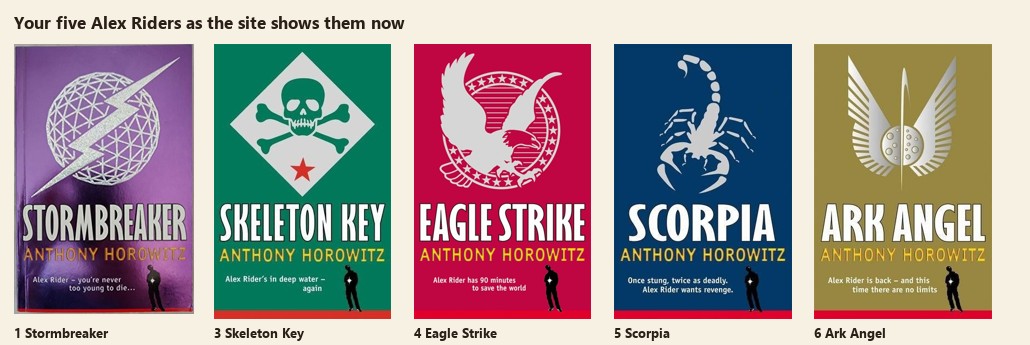 Your five Alex Riders as the site shows them now
STORMBREAKER
ANTHONY HOROWITZ
Alex Rider – you're never
too young to die...
1 Stormbreaker
SKELETON KEY
ANTHONY HOROWITZ
Alex Rider's in deep water –
again
3 Skeleton Key
EAGLE STRIKE
ANTHONY HOROWITZ
Alex Rider has 90 minutes
to save the world
4 Eagle Strike
SCORPIA
ANTHONY HOROWITZ
Once stung, twice as deadly.
Alex Rider wants revenge.
5 Scorpia
ARK ANGEL
ANTHONY HOROWITZ
Alex Rider is back – and this
time there are no limits
6 Ark Angel